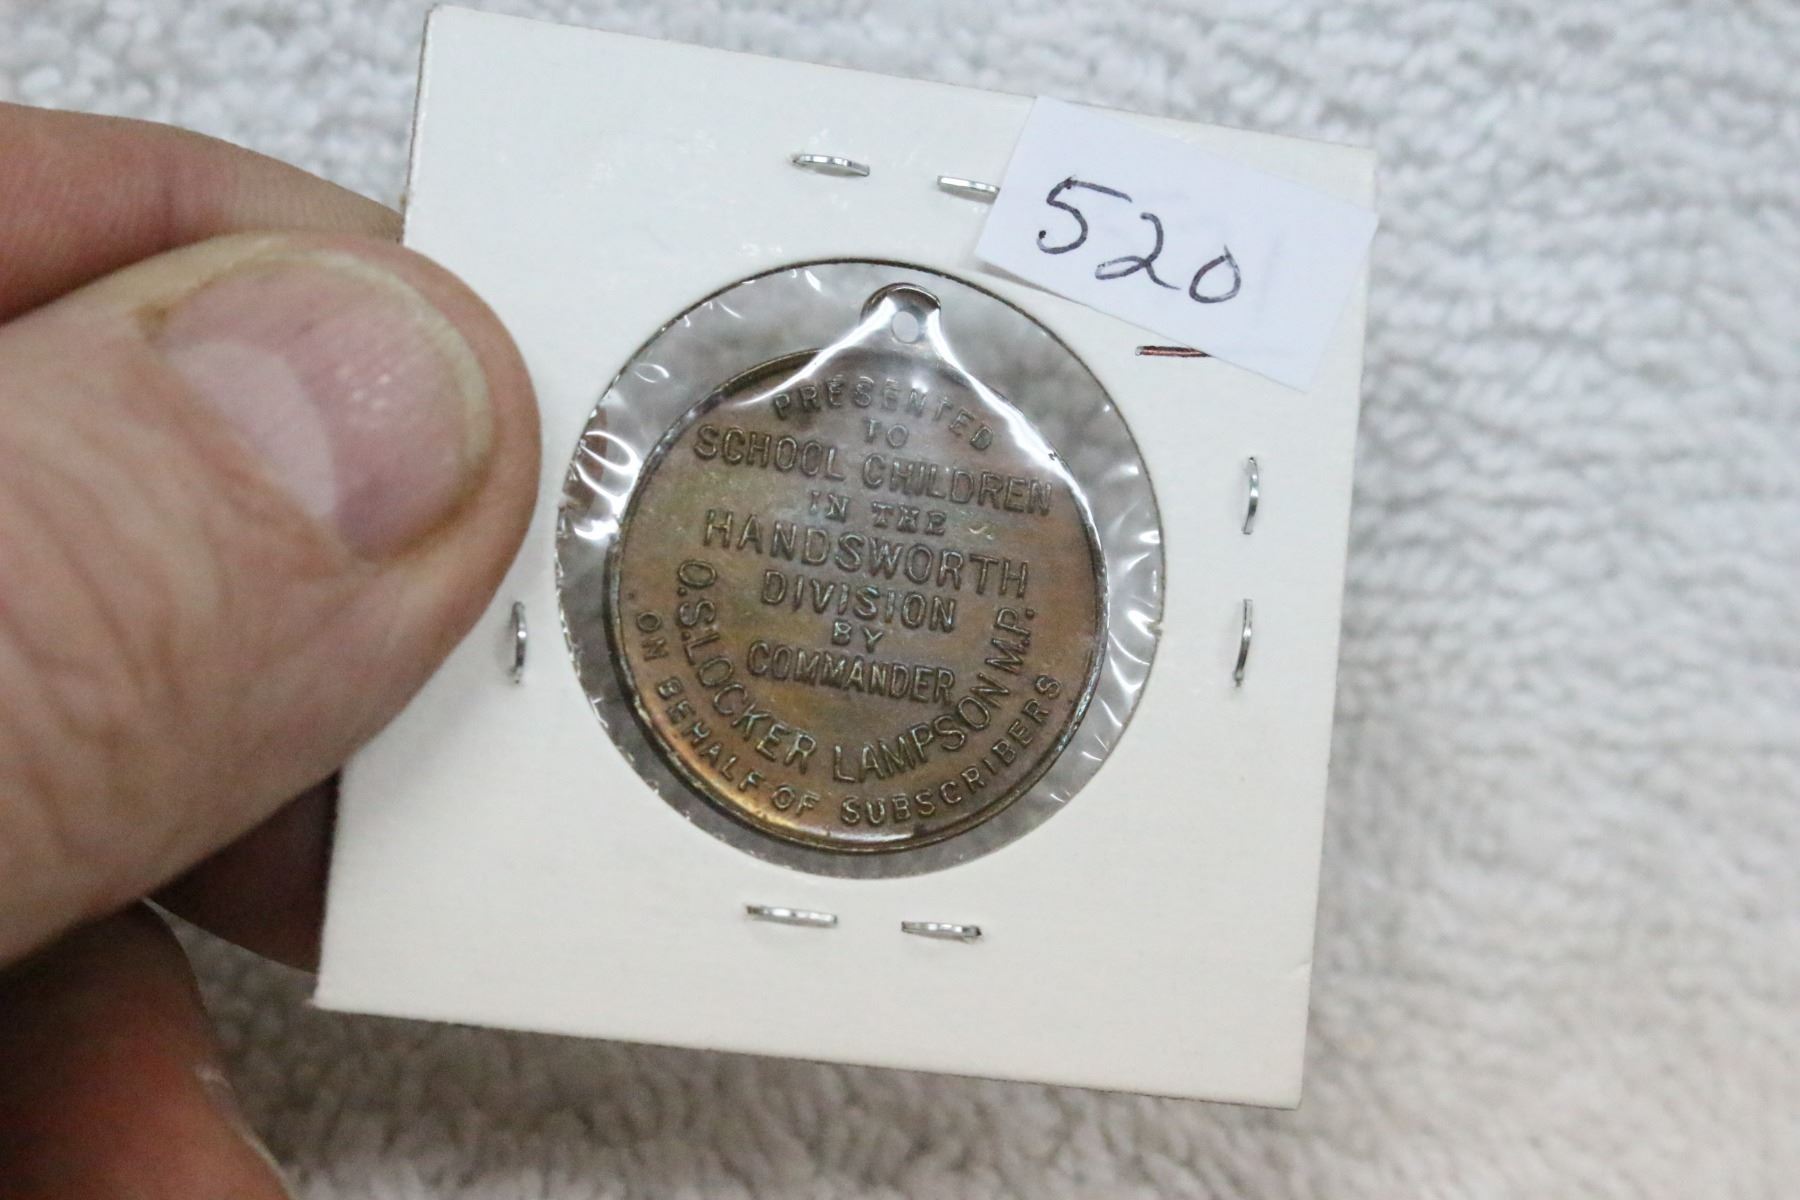 520
PRESENTED
TO
SCHOOL CHILDREN
IN THE
HANDSWORTH
DIVISION
BY
COMMANDER
O.S. LOCKER LAMPSON M.P.
ON BEHALF OF SUBSCRIBERS